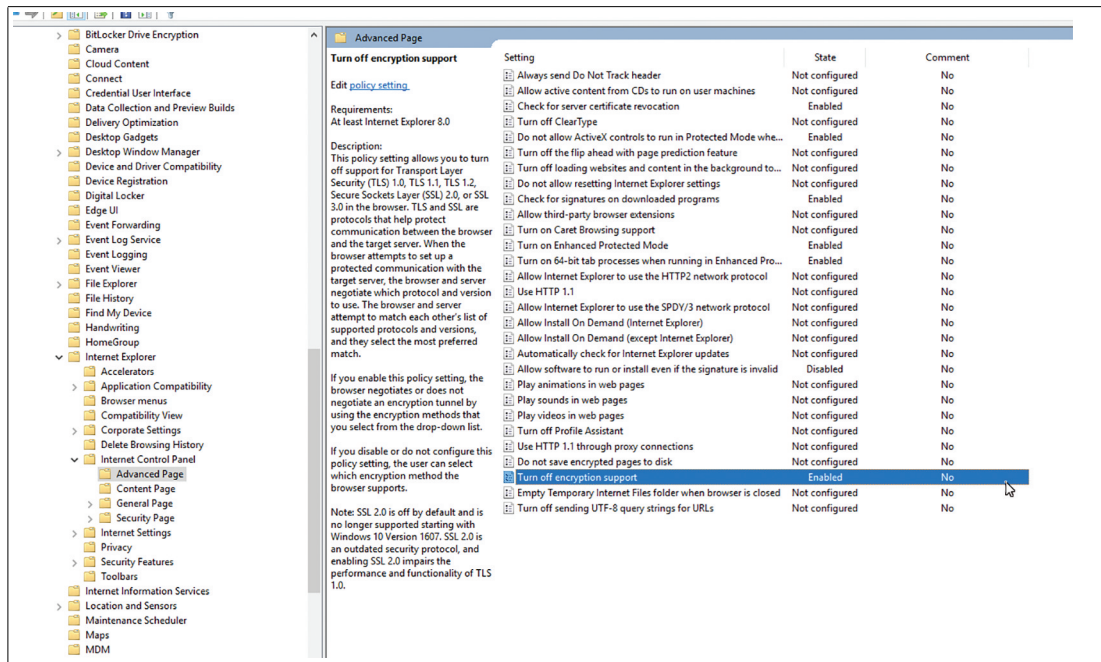 BitLocker Drive Encryption
Camera
Cloud Content
Connect
Credential User Interface
Data Collection and Preview Builds
Delivery Optimization
Desktop Gadgets
Desktop Window Manager
Device and Driver Compatibility
Device Registration
Digital Locker
Edge UI
Event Forwarding
Event Log Service
Event Logging
Event Viewer
File Explorer
File History
Find My Device
Handwriting
HomeGroup
Internet Explorer
Accelerators
Application Compatibility
Browser menus
Compatibility View
Corporate Settings
Delete Browsing History
Internet Control Panel
Advanced Page
Content Page
General Page
Security Page
Internet Settings
Privacy
Security Features
Toolbars
Internet Information Services
Location and Sensors
Maintenance Scheduler
Maps
MDM
Advanced Page
Turn off encryption support
Edit policy setting
Requirements:
At least Internet Explorer 8.0
Description:
This policy setting allows you to turn
off support for Transport Layer
Security (TLS) 1.0, TLS 1.1, TLS 1.2,
Secure Sockets Layer (SSL) 2.0, or SSL
3.0 in the browser. TLS and SSL are
protocols that help protect
communication between the browser
and the target server. When the
browser attempts to set up a
protected communication with the
target server, the browser and server
negotiate which protocol and version
to use. The browser and server
attempt to match each other's list of
supported protocols and versions,
and they select the most preferred
match.
If you enable this policy setting, the
browser negotiates or does not
negotiate an encryption tunnel by
using the encryption methods that
you select from the drop-down list.
If you disable or do not configure this
policy setting, the user can select
which encryption method the
browser supports.
Note: SSL 2.0 is off by default and is
no longer supported starting with
Windows 10 Version 1607. SSL 2.0 is
an outdated security protocol, and
enabling SSL 2.0 impairs the
performance and functionality of TLS
1.0.
Setting State Comment
Always send Do Not Track header Not configured No
Allow active content from CDs to run on user machines Not configured No
Check for server certificate revocation Enabled No
Turn off ClearType Not configured No
Do not allow ActiveX controls to run in Protected Mode whe... Enabled No
Turn off the flip ahead with page prediction feature Not configured No
Turn off loading websites and content in the background to... Not configured No
Do not allow resetting Internet Explorer settings Not configured No
Check for signatures on downloaded programs Enabled No
Allow third-party browser extensions Not configured No
Turn on Caret Browsing support Not configured No
Turn on Enhanced Protected Mode Enabled No
Turn on 64-bit tab processes when running in Enhanced Pro... Enabled No
Allow Internet Explorer to use the HTTP2 network protocol Not configured No
Use HTTP 1.1 Not configured No
Allow Internet Explorer to use the SPDY/3 network protocol Not configured No
Allow Install On Demand (Internet Explorer) Not configured No
Allow Install On Demand (except Internet Explorer) Not configured No
Automatically check for Internet Explorer updates Not configured No
Allow software to run or install even if the signature is invalid Disabled No
Play animations in web pages Not configured No
Play sounds in web pages Not configured No
Play videos in web pages Not configured No
Turn off Profile Assistant Not configured No
Use HTTP 1.1 through proxy connections Not configured No
Do not save encrypted pages to disk Not configured No
Turn off encryption support Enabled No
Empty Temporary Internet Files folder when browser is closed Not configured No
Turn off sending UTF-8 query strings for URLs Not configured No